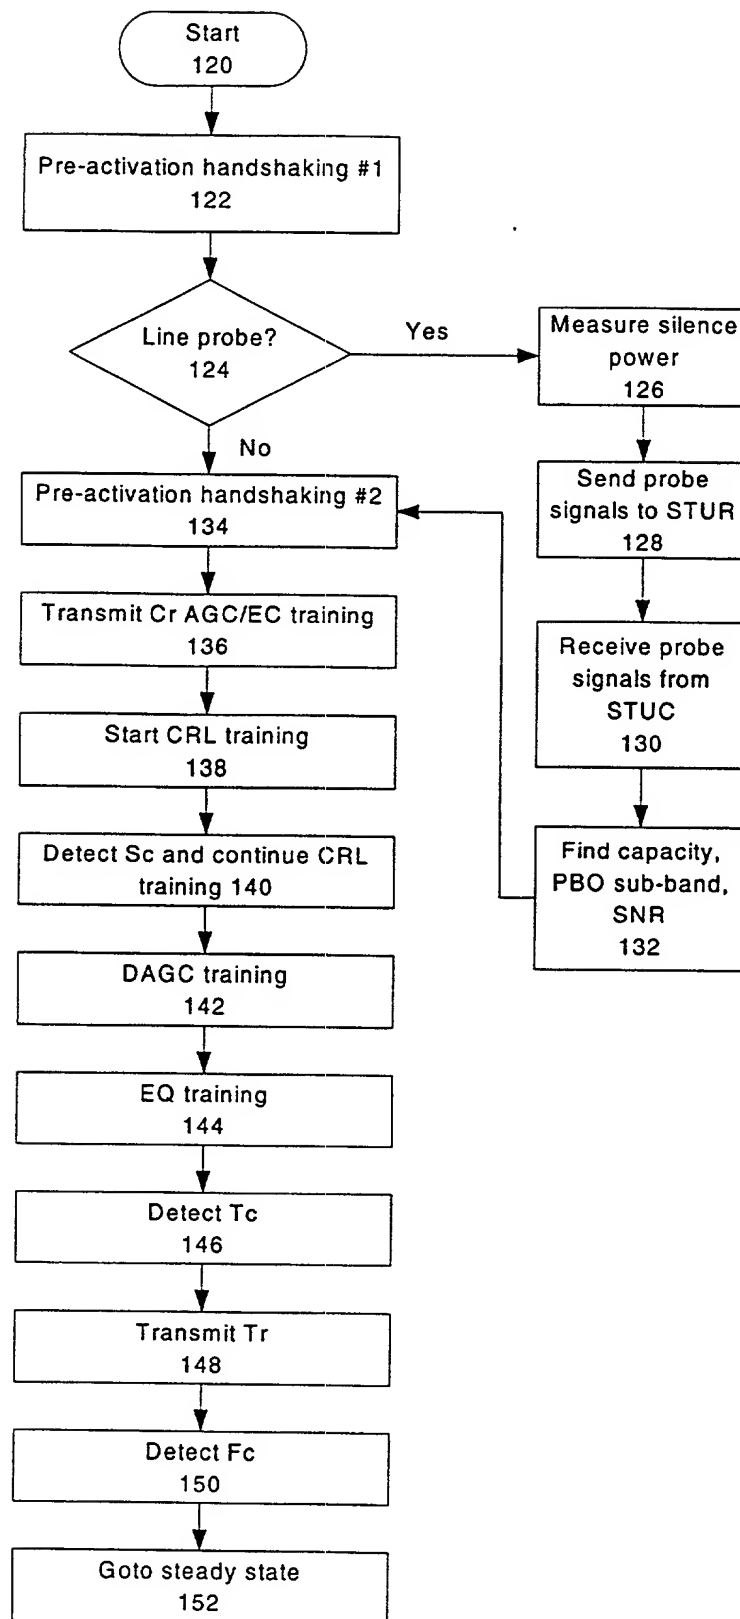 Start
120
Pre-activation handshaking #1
122
Line probe?
124
Yes
No
Measure silence
power
126
Send probe
signals to STUR
128
Receive probe
signals from
STUC
130
Find capacity,
PBO sub-band,
SNR
132
Pre-activation handshaking #2
134
Transmit Cr AGC/EC training
136
Start CRL training
138
Detect Sc and continue CRL
training 140
DAGC training
142
EQ training
144
Detect Tc
146
Transmit Tr
148
Detect Fc
150
Goto steady state
152